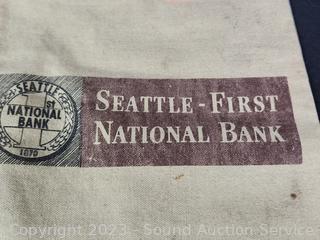 SEATTLE
1st
NATIONAL
BANK
1870
SEATTLE-FIRST
NATIONAL BANK
Copyright 2023 - Sound Auction Service